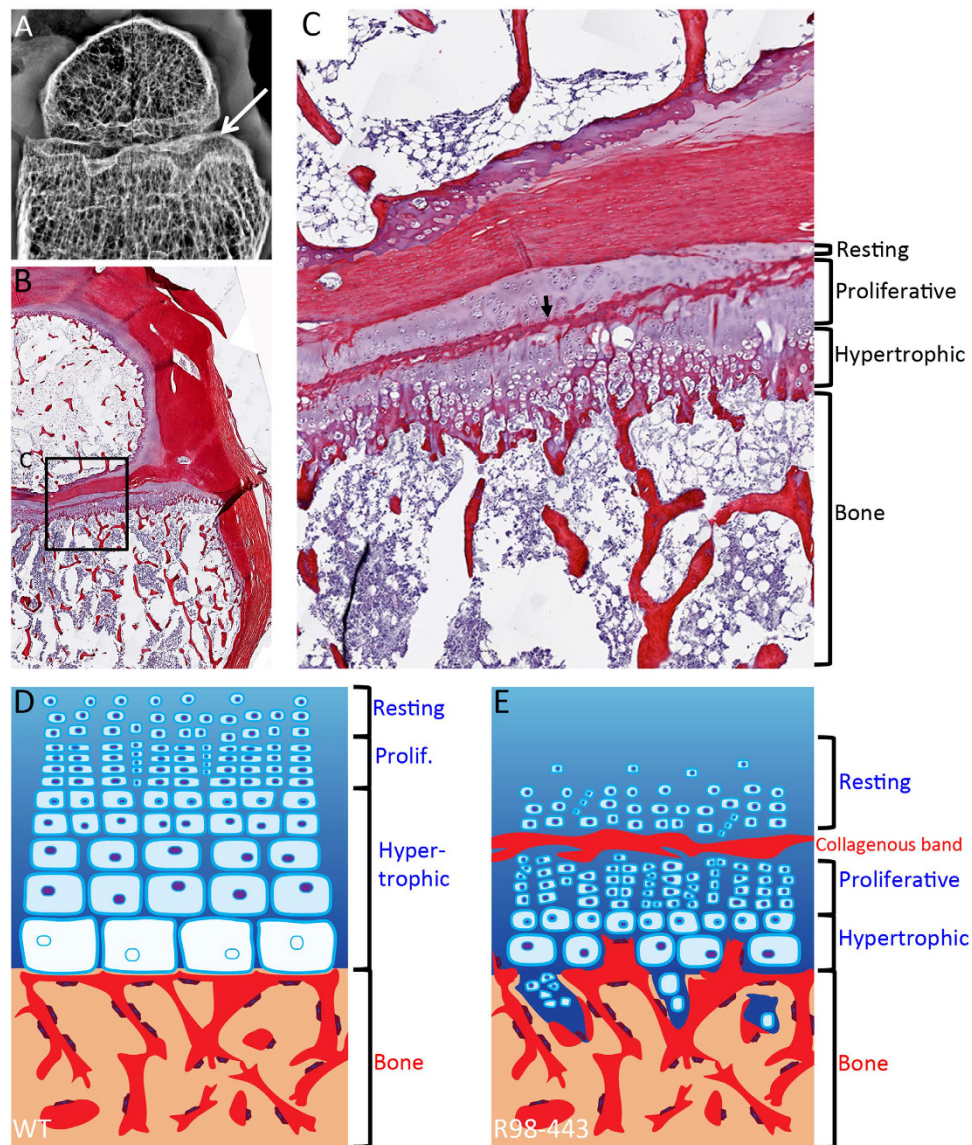 A
B
C
C
Resting
Proliferative
Hypertrophic
Bone
D
Resting
Prolif.
Hyper-
trophic
Bone
WT
E
Resting
Collagenous band
Proliferative
Hypertrophic
Bone
R98-443